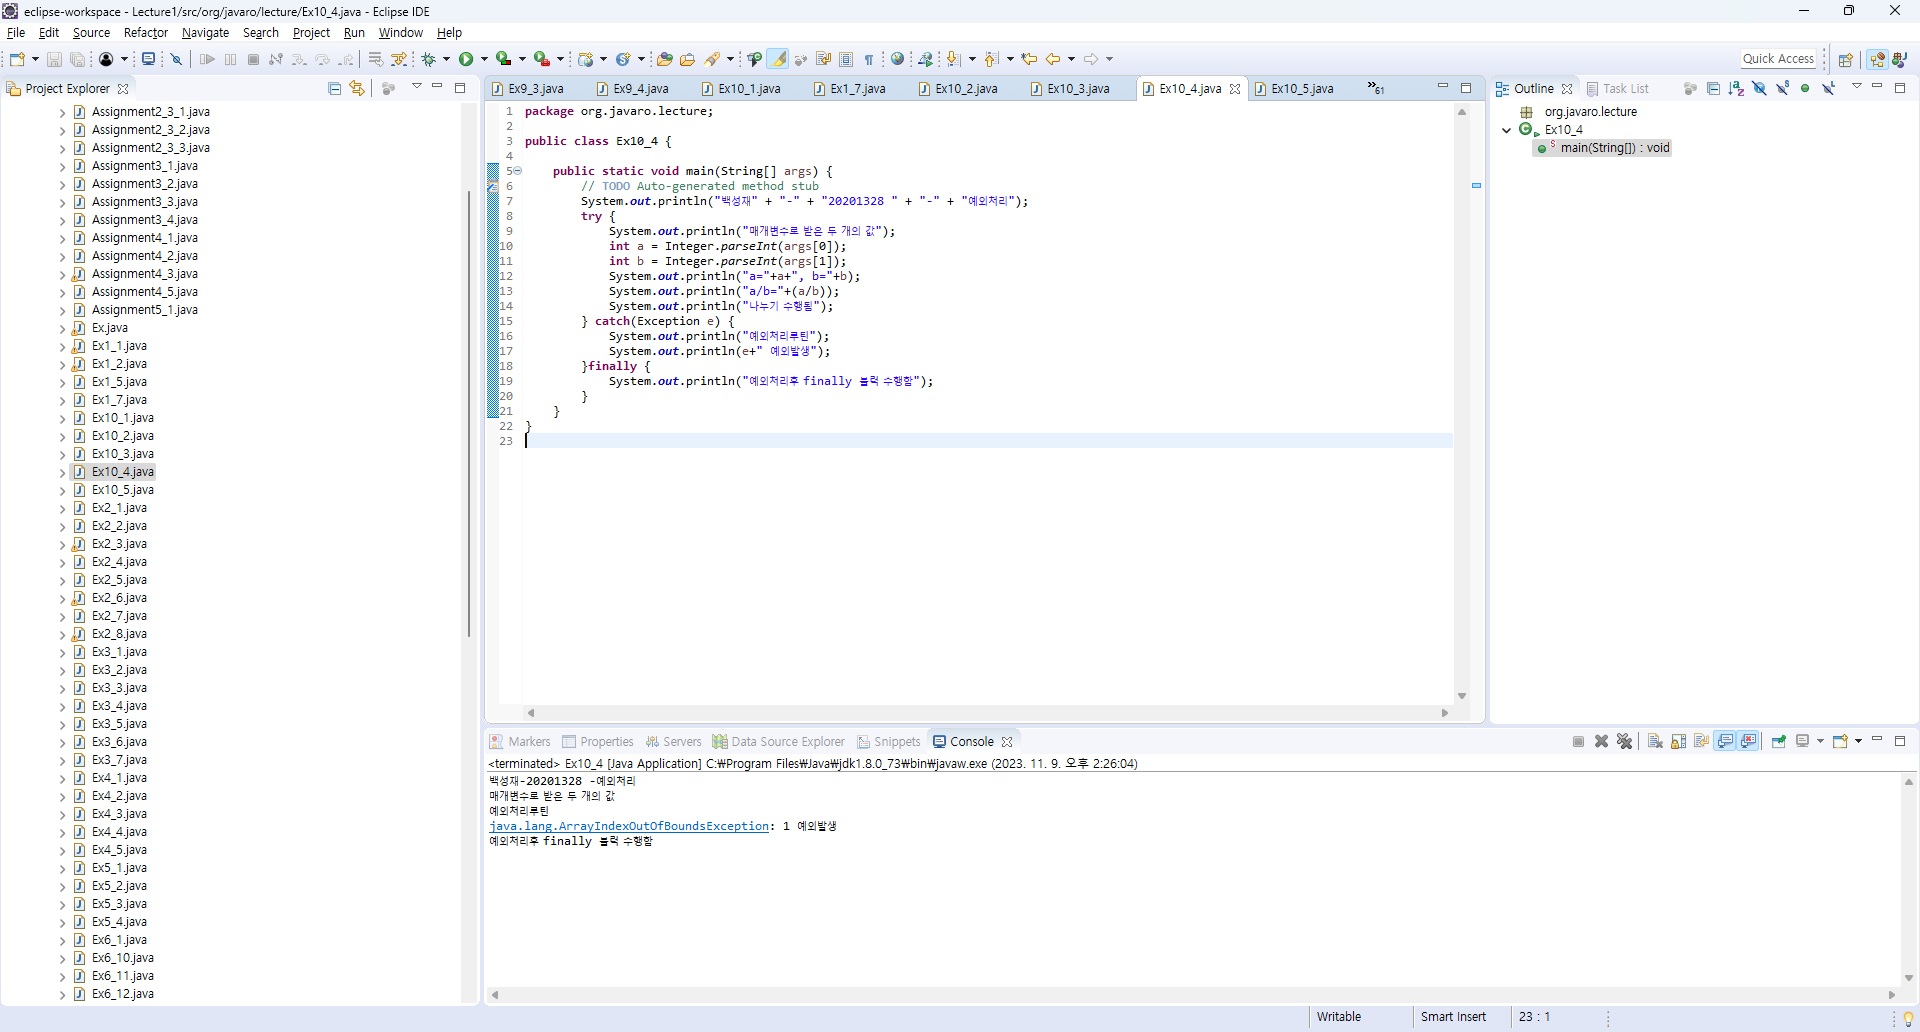 eclipse-workspace - Lecture1/src/org/javaro/lecture/Ex10_4.java - Eclipse IDE
File Edit Source Refactor Navigate Search Project Run Window Help
Quick Access
Project Explorer
Assignment2_3_1.java
Assignment2_3_2.java
Assignment2_3_3.java
Assignment3_1.java
Assignment3_2.java
Assignment3_3.java
Assignment3_4.java
Assignment4_1.java
Assignment4_2.java
Assignment4_3.java
Assignment4_5.java
Assignment5_1.java
Ex.java
Ex1_1.java
Ex1_2.java
Ex1_5.java
Ex1_7.java
Ex10_1.java
Ex10_2.java
Ex10_3.java
Ex10_4.java
Ex10_5.java
Ex2_1.java
Ex2_2.java
Ex2_3.java
Ex2_4.java
Ex2_5.java
Ex2_6.java
Ex2_7.java
Ex2_8.java
Ex3_1.java
Ex3_2.java
Ex3_3.java
Ex3_4.java
Ex3_5.java
Ex3_6.java
Ex3_7.java
Ex4_1.java
Ex4_2.java
Ex4_3.java
Ex4_4.java
Ex4_5.java
Ex5_1.java
Ex5_2.java
Ex5_3.java
Ex5_4.java
Ex6_1.java
Ex6_10.java
Ex6_11.java
Ex6_12.java
Ex9_3.java Ex9_4.java Ex10_1.java Ex1_7.java Ex10_2.java Ex10_3.java Ex10_4.java Ex10_5.java »61
1 package org.javaro.lecture;
2
3 public class Ex10_4 {
4
5 public static void main(String[] args) {
6 // TODO Auto-generated method stub
7 System.out.println("백성재" + "-" + "20201328 " + "-" + "예외처리");
8 try {
9 System.out.println("매개변수로 받은 두 개의 값");
10 int a = Integer.parseInt(args[0]);
11 int b = Integer.parseInt(args[1]);
12 System.out.println("a="+a+", b="+b);
13 System.out.println("a/b="+(a/b));
14 System.out.println("나누기 수행됨");
15 } catch(Exception e) {
16 System.out.println("예외처리루틴");
17 System.out.println(e+" 예외발생");
18 }finally {
19 System.out.println("예외처리후 finally 블럭 수행함");
20 }
21 }
22 }
23
Outline Task List
org.javaro.lecture
Ex10_4
main(String[]) : void
Markers Properties Servers Data Source Explorer Snippets Console
<terminated> Ex10_4 [Java Application] C:₩Program Files₩Java₩jdk1.8.0_73₩bin₩javaw.exe (2023. 11. 9. 오후 2:26:04)
백성재-20201328 -예외처리
매개변수로 받은 두 개의 값
예외처리루틴
java.lang.ArrayIndexOutOfBoundsException: 1 예외발생
예외처리후 finally 블럭 수행함
Writable Smart Insert 23 : 1